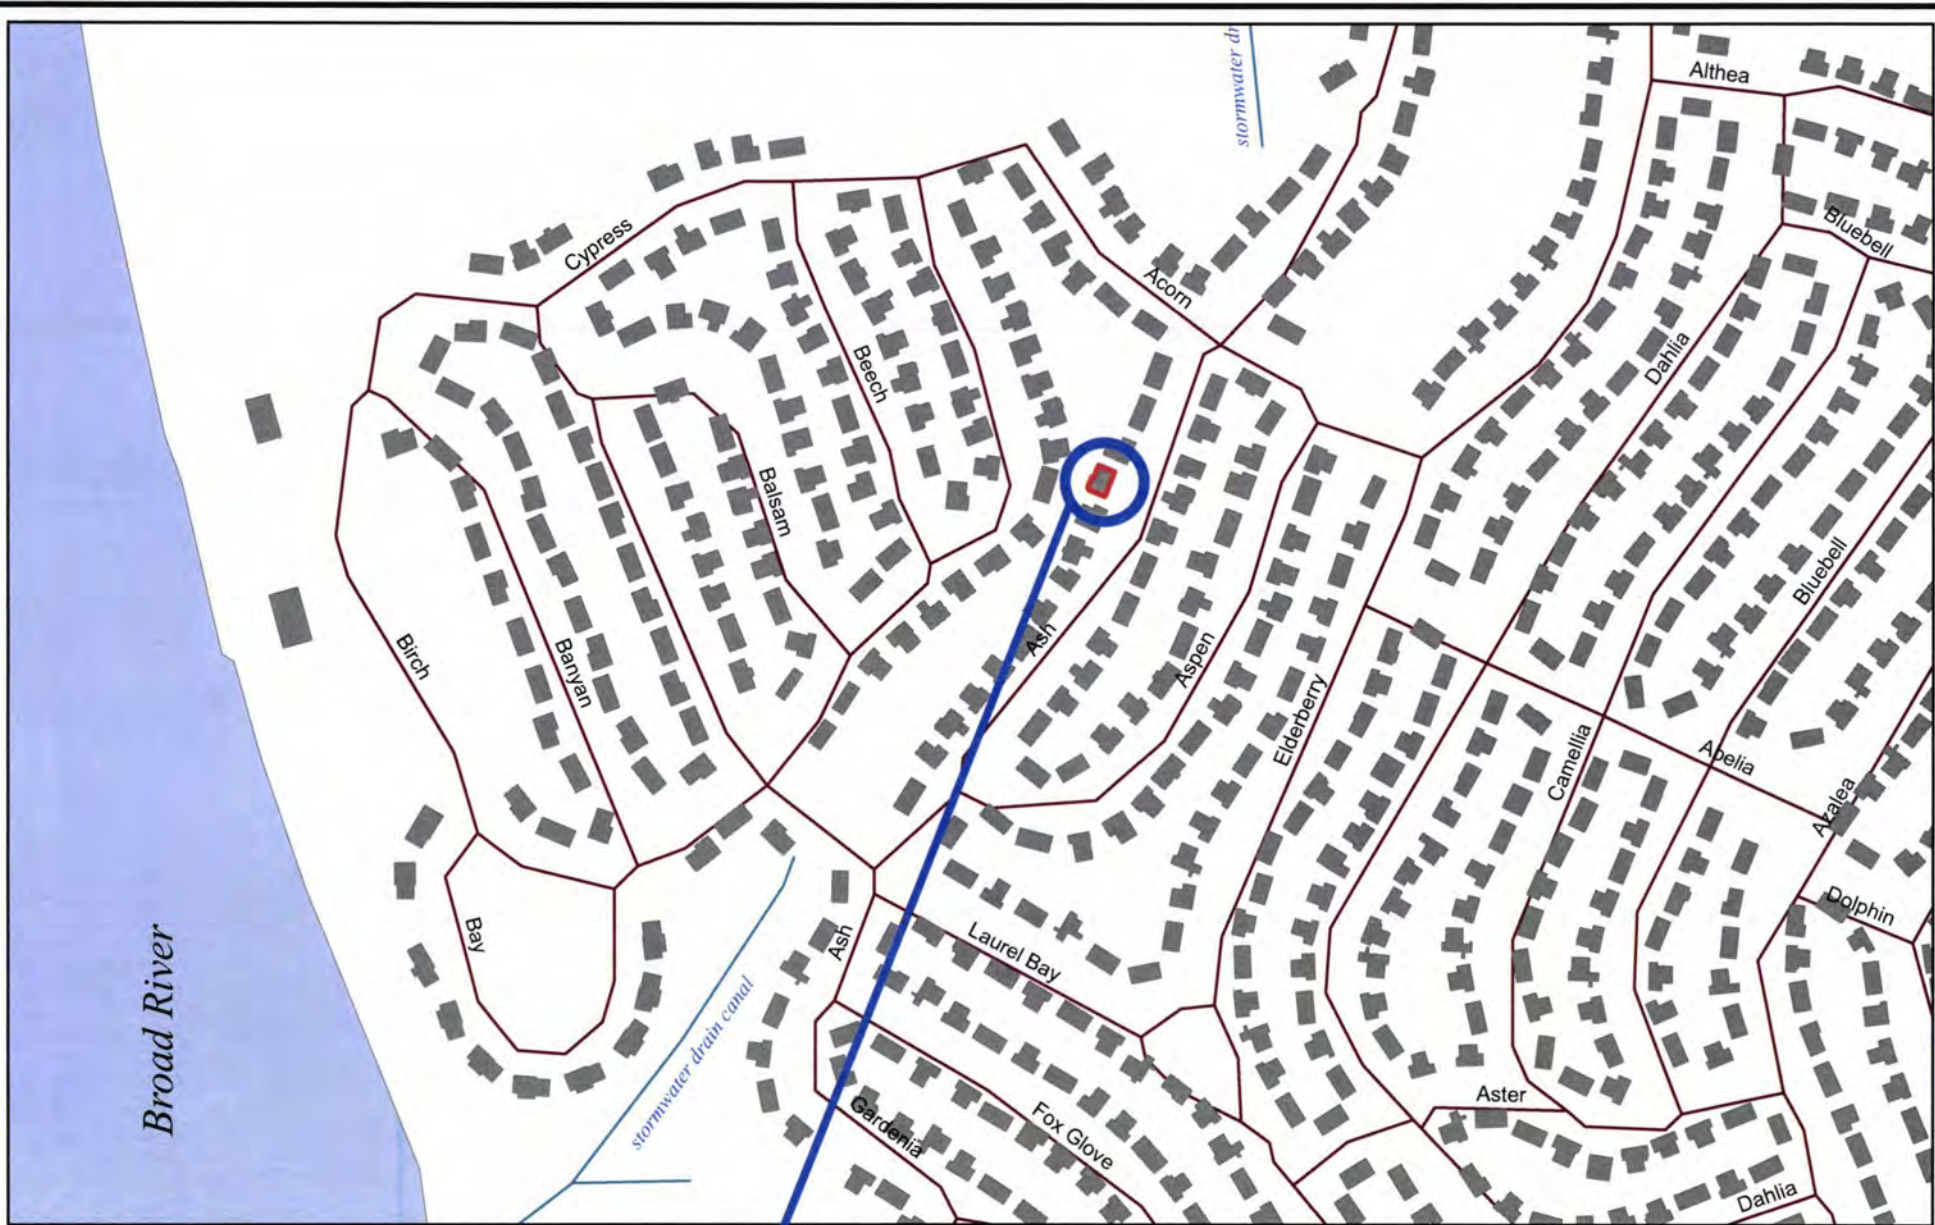 stormwater dr
Althea
Bluebell
Cypress
Acorn
Beech
Dahlia
Balsam
Bluebell
Ash
Birch
Banyan
Aspen
Elderberry
Camellia
Abelia
Azalea
Dolphin
Bay
Ash
Laurel Bay
Broad River
stormwater drain canal
Aster
Gardenia
Fox Glove
Dahlia